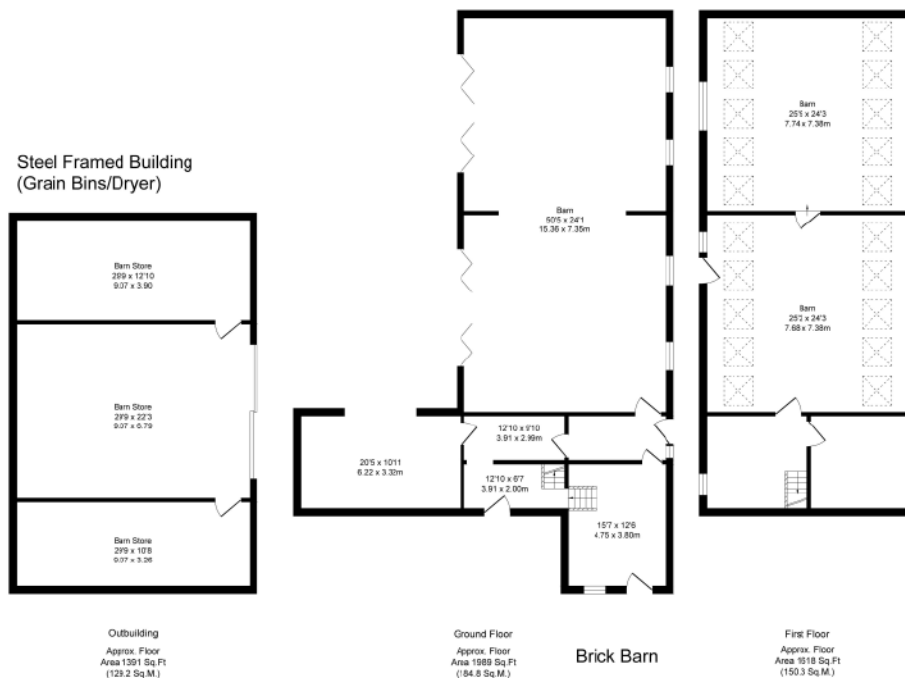 Steel Framed Building
(Grain Bins/Dryer)
Barn Store
29'9 x 12'10
9.07 x 3.90
Barn Store
29'9 x 22'3
9.07 x 6.79
Barn Store
29'9 x 10'8
9.07 x 3.26
Outbuilding
Approx. Floor
Area 1391 Sq.Ft
(129.2 Sq.M.)
Barn
50'5 x 24'1
15.36 x 7.35m
20'5 x 10'11
6.22 x 3.32m
12'10 x 9'10
3.91 x 2.99m
12'10 x 6'7
3.91 x 2.00m
15'7 x 12'6
4.75 x 3.80m
Ground Floor
Approx. Floor
Area 1989 Sq.Ft
(184.8 Sq.M.)
Brick Barn
Barn
25'5 x 24'3
7.74 x 7.38m
Barn
25'2 x 24'3
7.68 x 7.38m
First Floor
Approx. Floor
Area 1618 Sq.Ft
(150.3 Sq.M.)